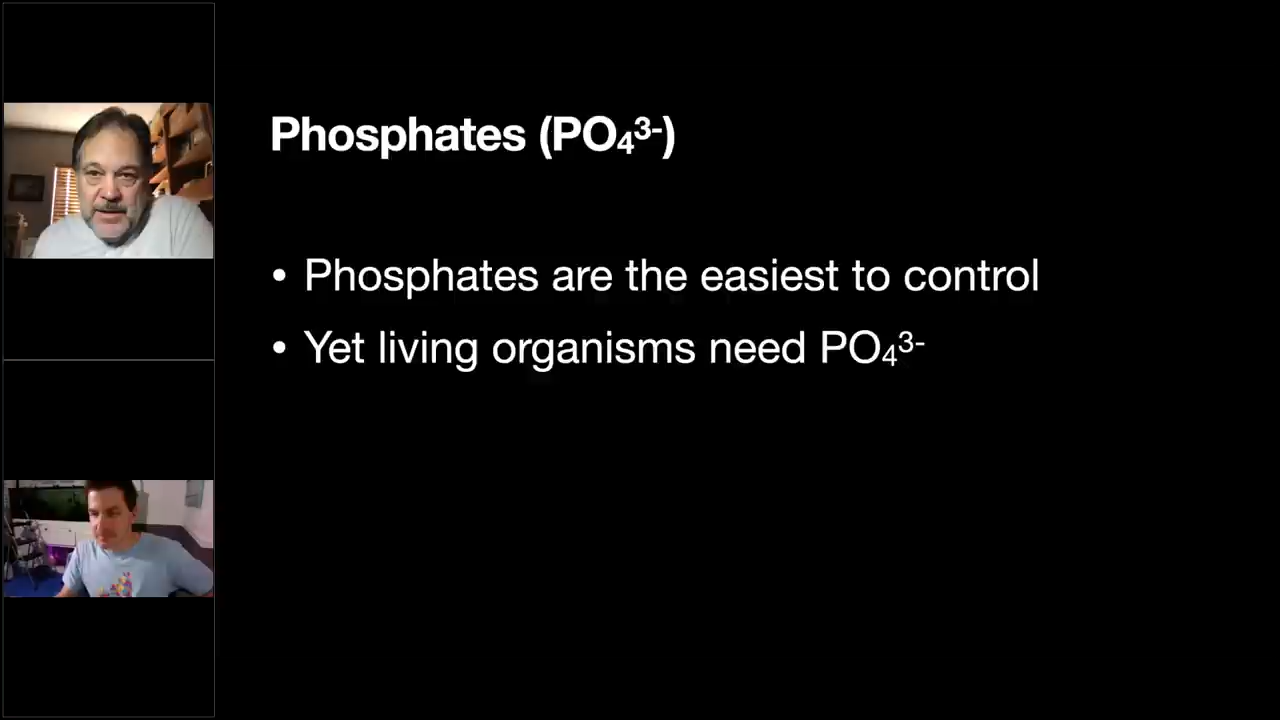 Phosphates (PO₄³⁻)
• Phosphates are the easiest to control
• Yet living organisms need PO₄³⁻